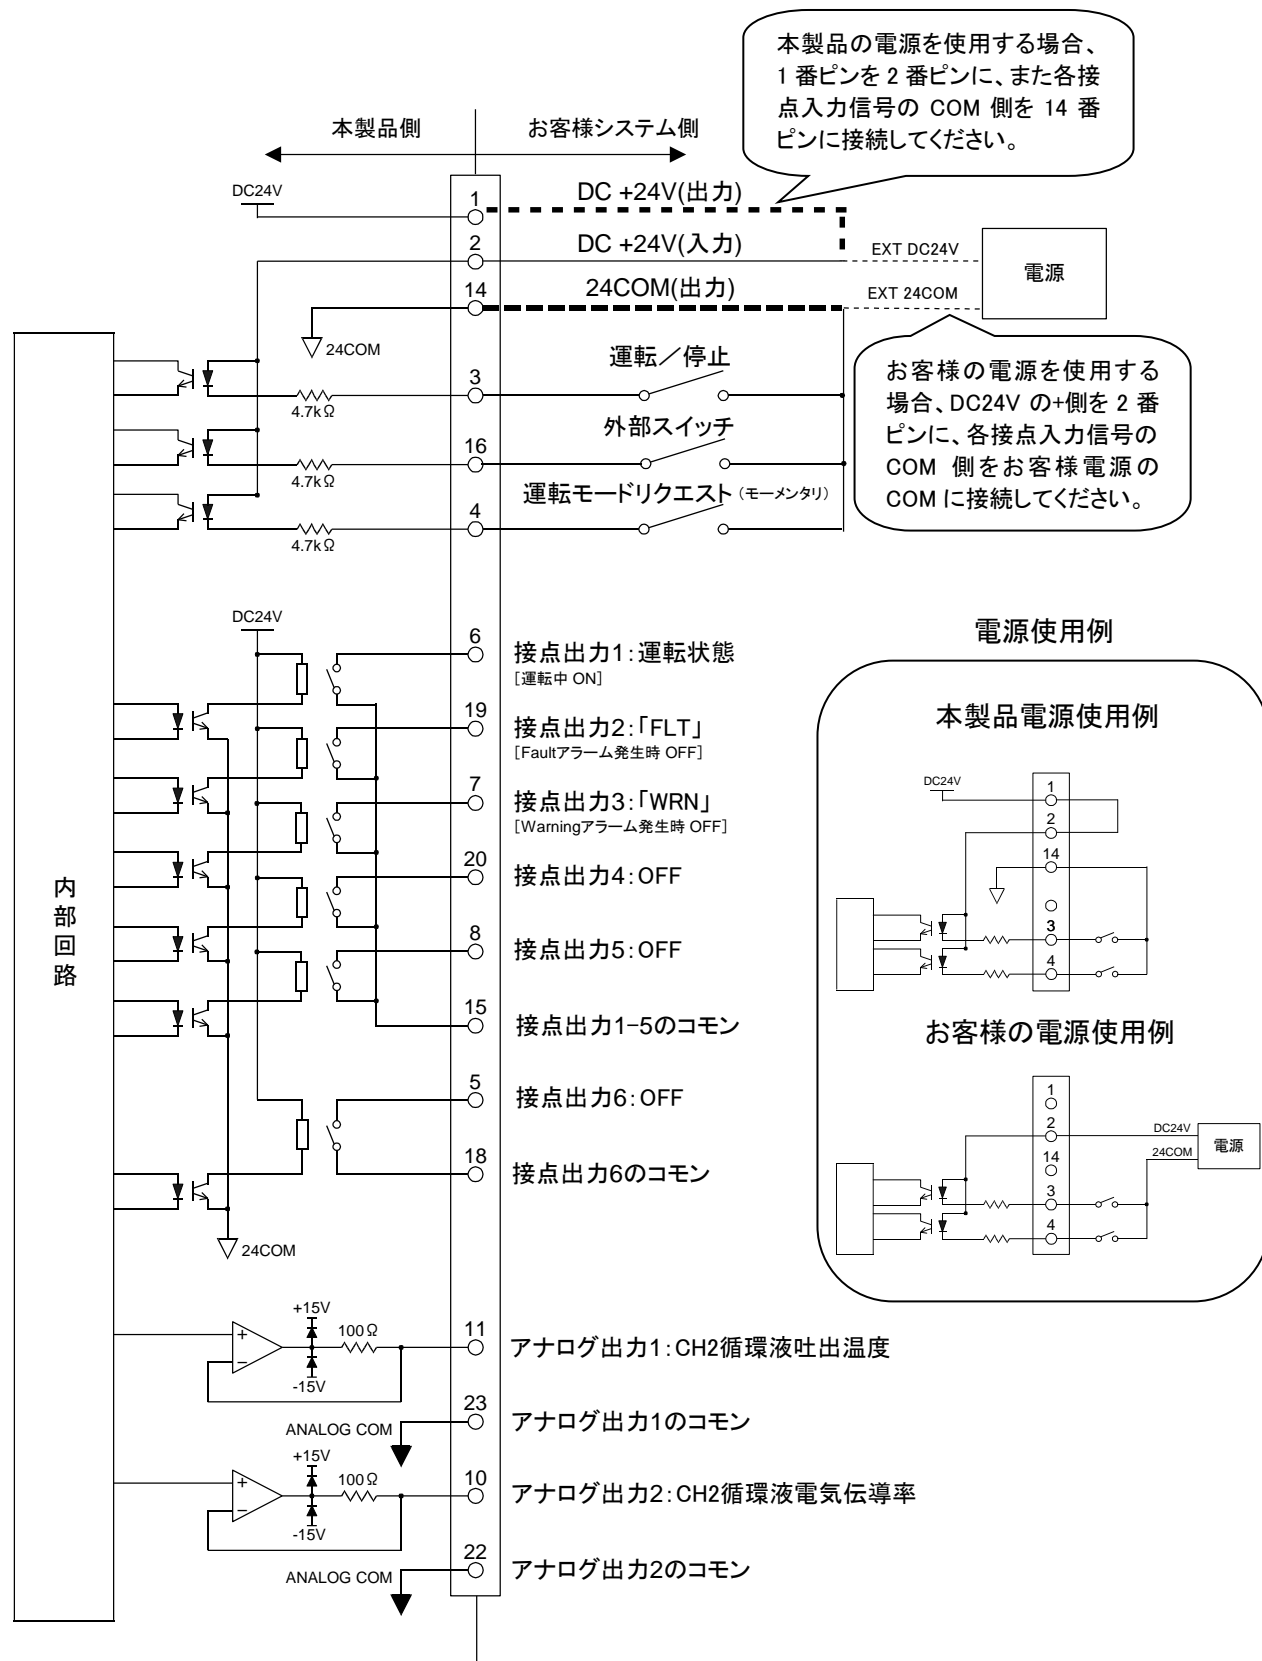 本製品の電源を使用する場合、
1 番ピンを 2 番ピンに、また各接
点入力信号の COM 側を 14 番
ピンに接続してください。
本製品側
お客様システム側
DC24V
1
DC +24V(出力)
2
DC +24V(入力)
EXT DC24V
電源
14
24COM(出力)
EXT 24COM
24COM
お客様の電源を使用する
場合、DC24V の+側を 2 番
ピンに、各接点入力信号の
COM 側をお客様電源の
COM に接続してください。
3
運転/停止
4.7kΩ
16
外部スイッチ
4.7kΩ
4
運転モードリクエスト (モーメンタリ)
4.7kΩ
内部回路
DC24V
6
接点出力1:運転状態
[運転中 ON]
19
接点出力2:「FLT」
[Faultアラーム発生時 OFF]
7
接点出力3:「WRN」
[Warningアラーム発生時 OFF]
20
接点出力4:OFF
8
接点出力5:OFF
15
接点出力1-5のコモン
5
接点出力6:OFF
18
接点出力6のコモン
24COM
+15V
100Ω
-15V
11
アナログ出力1:CH2循環液吐出温度
ANALOG COM
23
アナログ出力1のコモン
+15V
100Ω
-15V
10
アナログ出力2:CH2循環液電気伝導率
ANALOG COM
22
アナログ出力2のコモン
電源使用例
本製品電源使用例
DC24V
1
2
14
3
4
お客様の電源使用例
1
2
DC24V
電源
14
24COM
3
4